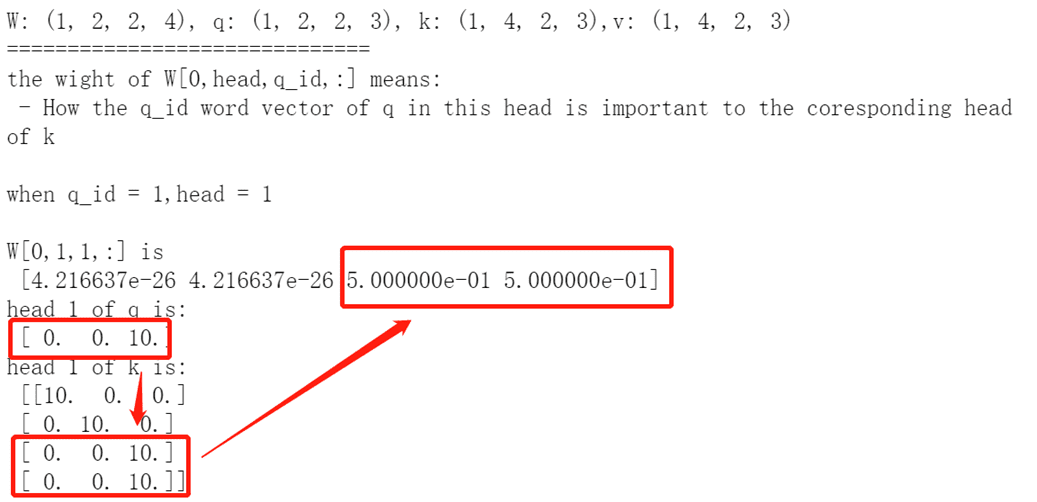 W: (1, 2, 2, 4), q: (1, 2, 2, 3), k: (1, 4, 2, 3),v: (1, 4, 2, 3)
==============================
the wight of W[0,head,q_id,:] means:
- How the q_id word vector of q in this head is important to the coresponding head
of k
when q_id = 1,head = 1
W[0,1,1,:] is
[4.216637e-26 4.216637e-26 5.000000e-01 5.000000e-01]
head 1 of q is:
[ 0. 0. 10.]
head 1 of k is:
[[10. 0. 0.]
[ 0. 10. 0.]
[ 0. 0. 10.]
[ 0. 0. 10.]]